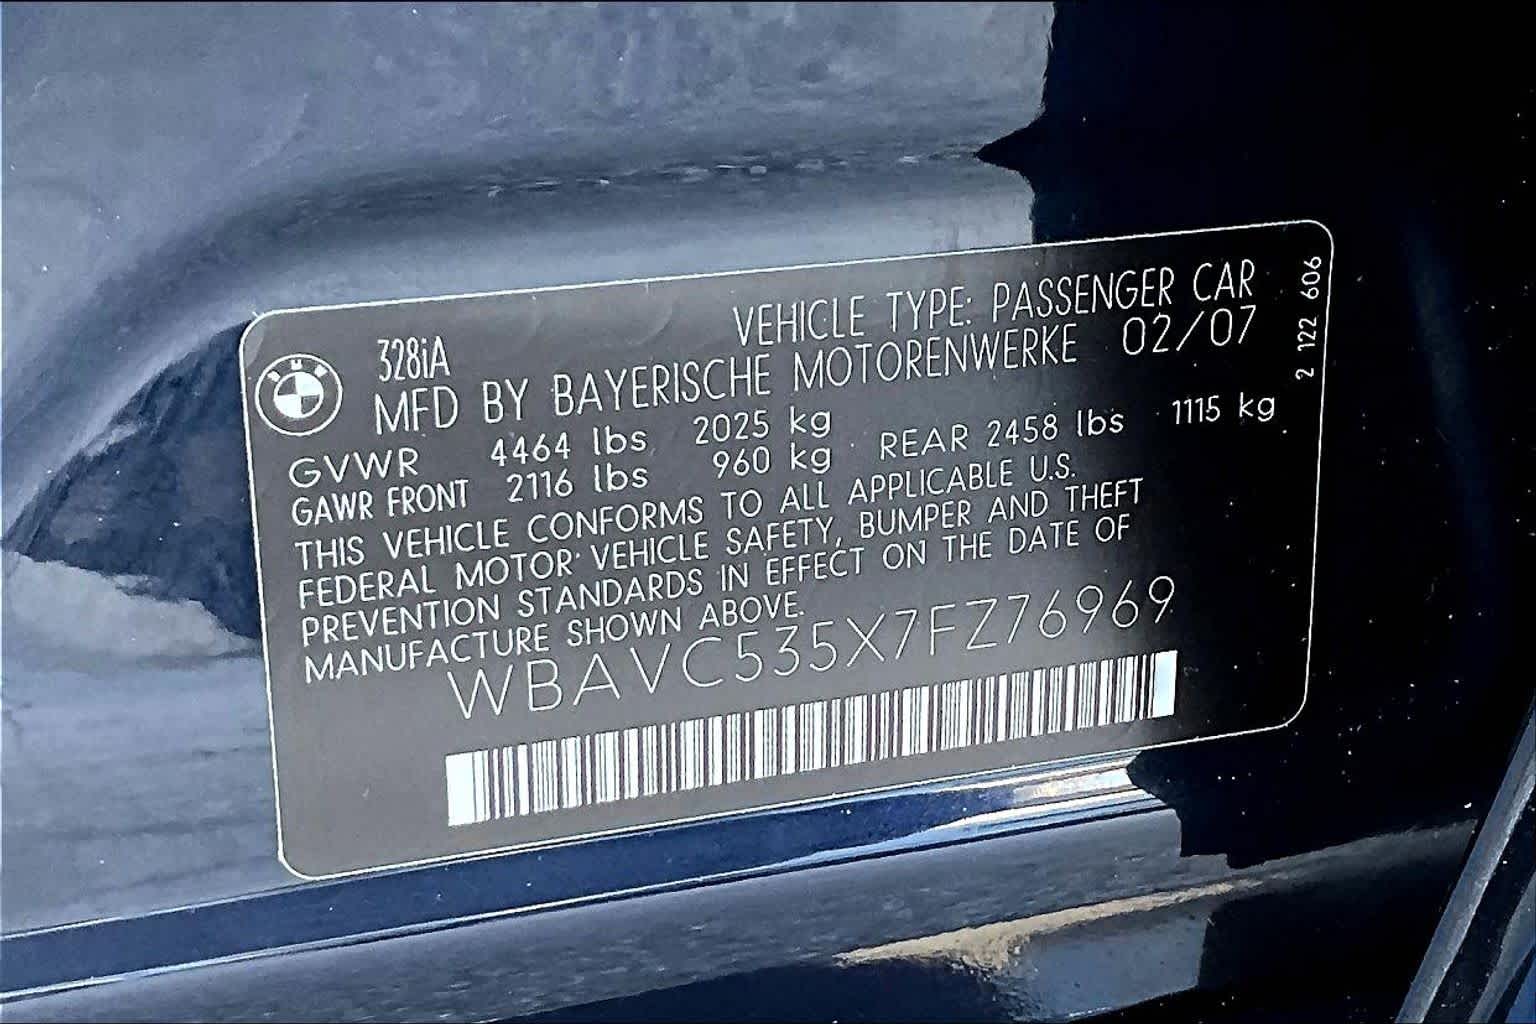 VEHICLE TYPE: PASSENGER CAR
328iA
MFD BY BAYERISCHE MOTORENWERKE 02/07
GVWR 4464 lbs 2025 kg
GAWR FRONT 2116 lbs 960 kg REAR 2458 lbs 1115 kg
THIS VEHICLE CONFORMS TO ALL APPLICABLE U.S.
FEDERAL MOTOR VEHICLE SAFETY, BUMPER AND THEFT
PREVENTION STANDARDS IN EFFECT ON THE DATE OF
MANUFACTURE SHOWN ABOVE.
WBAVC535X7FZ76969
2 122 606
BMW